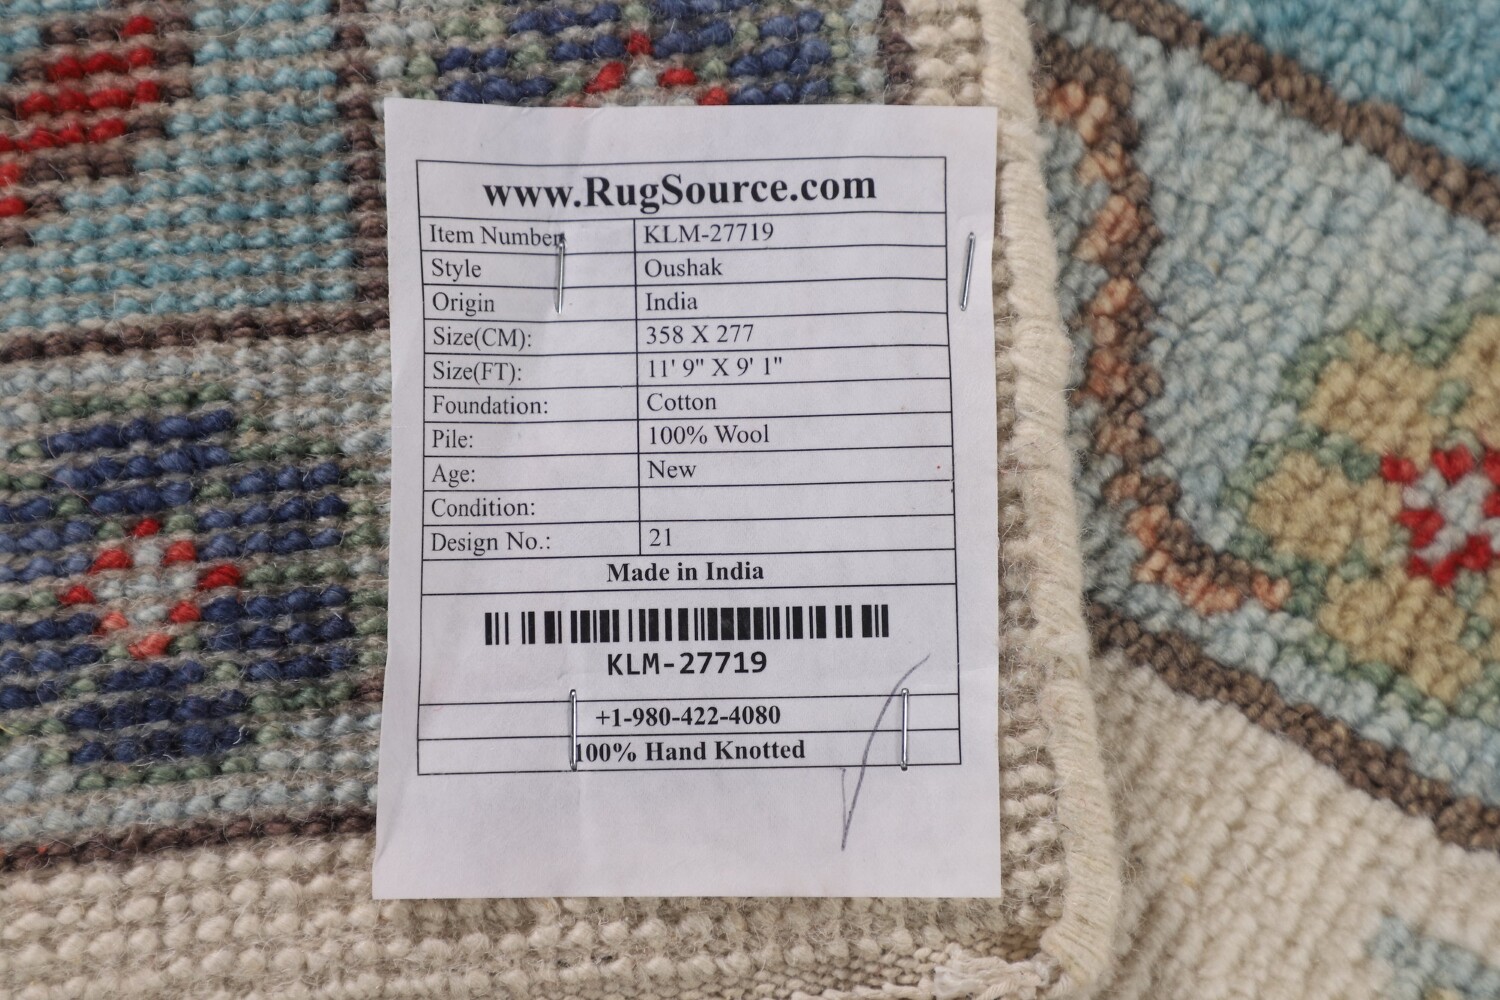 www.RugSource.com
Item Number KLM-27719
Style Oushak
Origin India
Size(CM): 358 X 277
Size(FT): 11' 9" X 9' 1"
Foundation: Cotton
Pile: 100% Wool
Age: New
Condition:
Design No.: 21
Made in India
KLM-27719
+1-980-422-4080
100% Hand Knotted